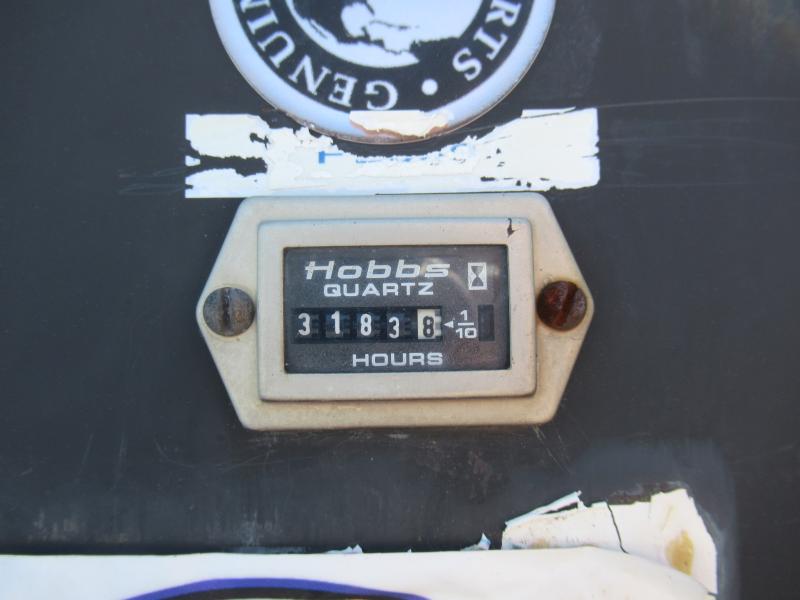 GENUIN
RTS
Hobbs
QUARTZ
31838
1/10
HOURS